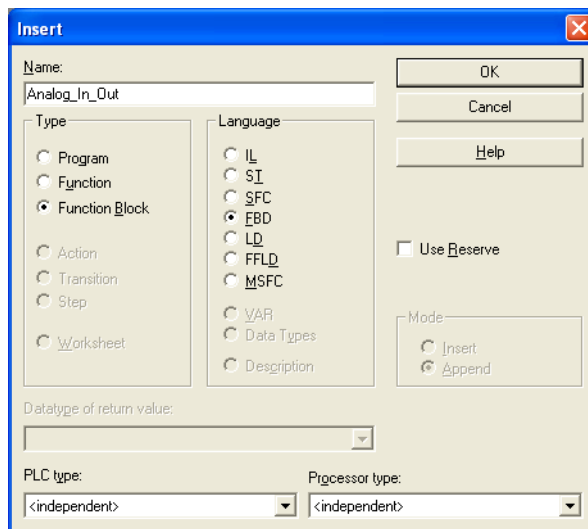 Insert
Name:
OK
Analog_In_Out
Cancel
Type
Language
Help
Program
Function
Function Block
Action
Transition
Step
Worksheet
IL
ST
SFC
FBD
LD
FFLD
MSFC
VAR
Data Types
Description
Use Reserve
Mode
Insert
Append
Datatype of return value:
PLC type:
<independent>
Processor type:
<independent>